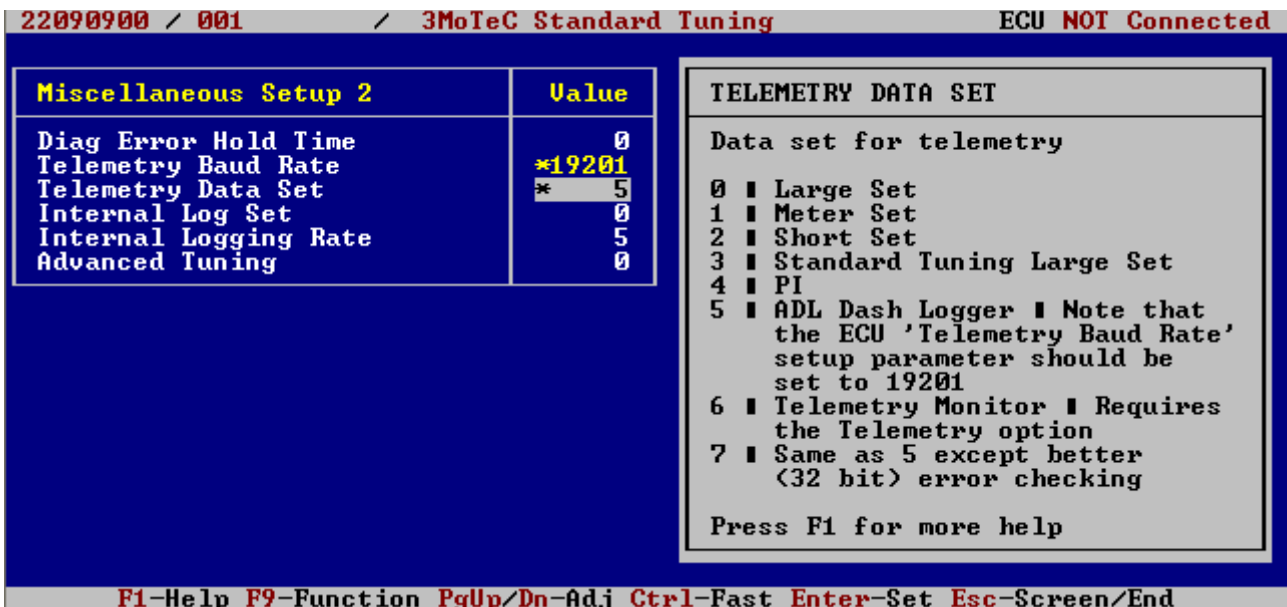 22090900 / 001 / 3MoTeC Standard Tuning ECU NOT Connected
Miscellaneous Setup 2 Value
Diag Error Hold Time 0
Telemetry Baud Rate *19201
Telemetry Data Set * 5
Internal Log Set 0
Internal Logging Rate 5
Advanced Tuning 0
TELEMETRY DATA SET
Data set for telemetry
0 ▮ Large Set
1 ▮ Meter Set
2 ▮ Short Set
3 ▮ Standard Tuning Large Set
4 ▮ PI
5 ▮ ADL Dash Logger ▮ Note that
the ECU 'Telemetry Baud Rate'
setup parameter should be
set to 19201
6 ▮ Telemetry Monitor ▮ Requires
the Telemetry option
7 ▮ Same as 5 except better
(32 bit) error checking
Press F1 for more help
F1-Help F9-Function PgUp/Dn-Adj Ctrl-Fast Enter-Set Esc-Screen/End